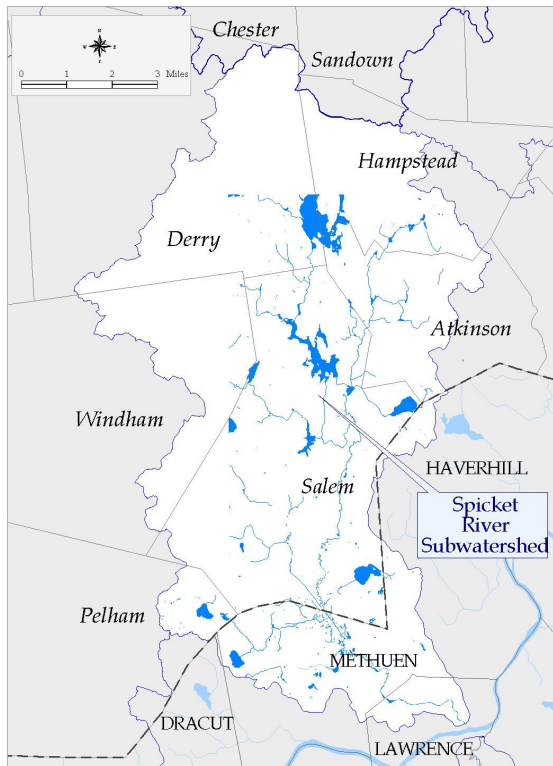 Chester
Sandown
N
W E
S
0 1 2 3 Miles
Hampstead
Derry
Atkinson
Windham
HAVERHILL
Salem
Spicket
River
Subwatershed
Pelham
METHUEN
DRACUT
LAWRENCE